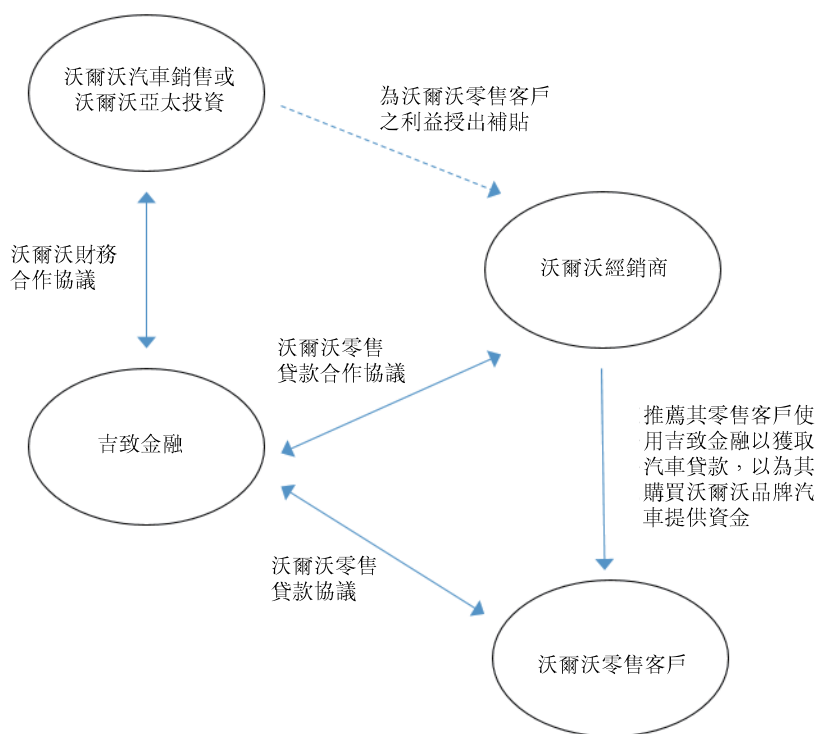 沃爾沃汽車銷售或
沃爾沃亞太投資
為沃爾沃零售客戶
之利益授出補貼
沃爾沃財務
合作協議
沃爾沃經銷商
沃爾沃零售
貸款合作協議
吉致金融
推薦其零售客戶使
用吉致金融以獲取
汽車貸款，以為其
購買沃爾沃品牌汽
車提供資金
沃爾沃零售
貸款協議
沃爾沃零售客戶